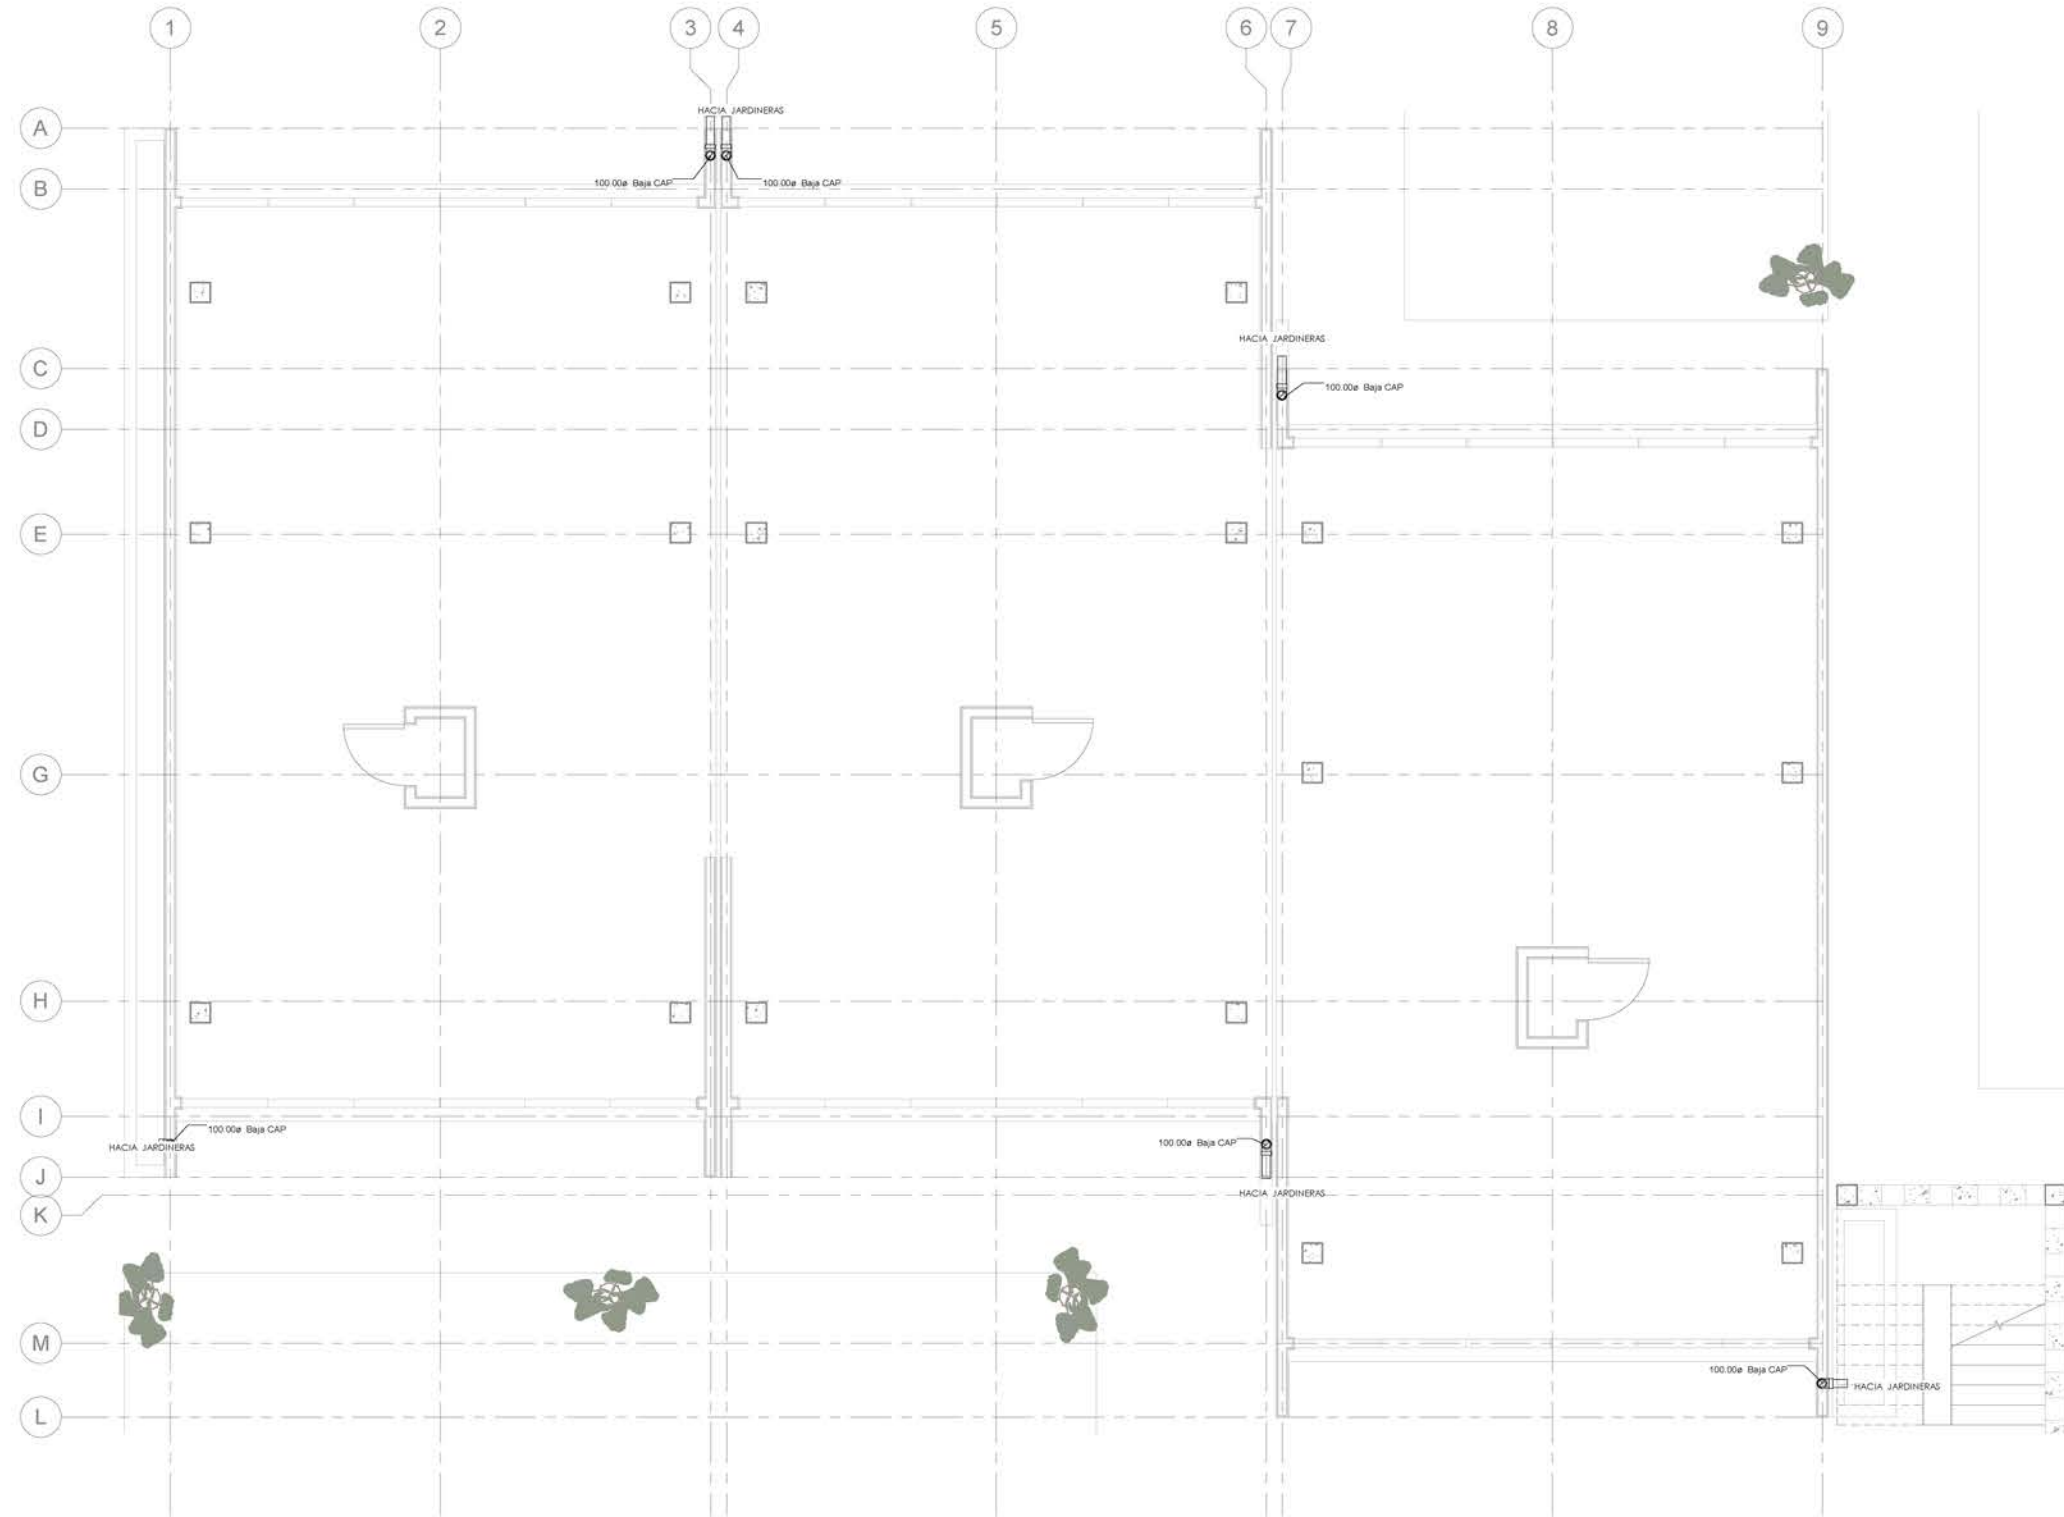 1 2 3 4 5 6 7 8 9
A
HACIA JARDINERAS
B
100.00ø Baja CAP
100.00ø Baja CAP
HACIA JARDINERAS
C
100.00ø Baja CAP
D
E
G
H
I
100.00ø Baja CAP
HACIA JARDINERAS
100.00ø Baja CAP
J
HACIA JARDINERAS
K
M
100.00ø Baja CAP
HACIA JARDINERAS
L